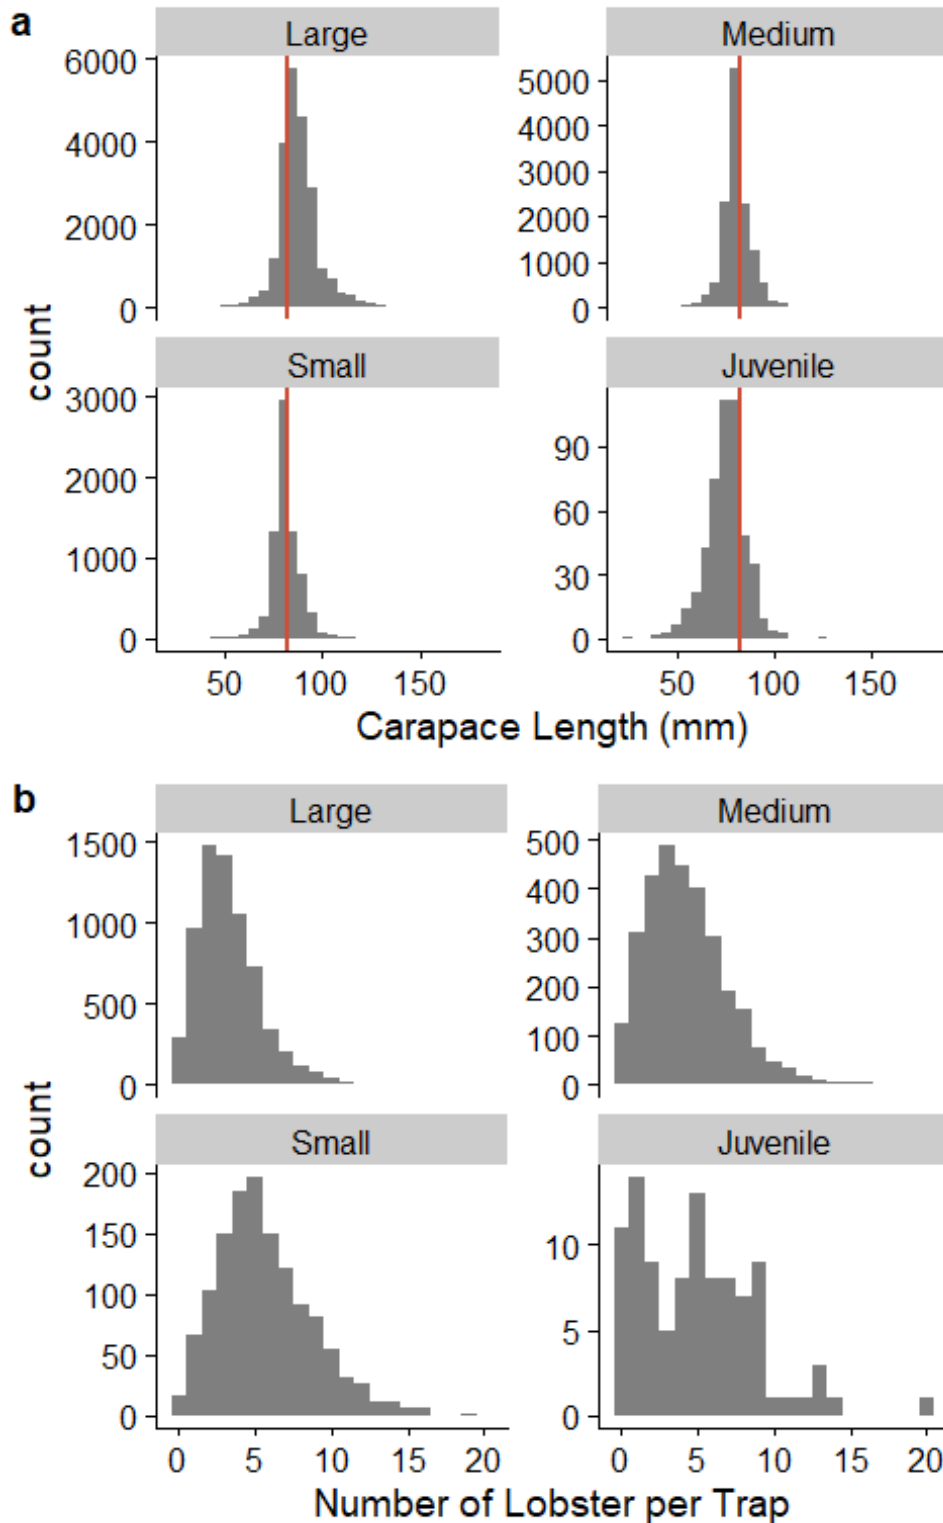 a
Large
Medium
6000
4000
2000
0
5000
4000
3000
2000
1000
0
count
Small
Juvenile
3000
2000
1000
0
90
60
30
0
50 100 150
50 100 150
Carapace Length (mm)
b
Large
Medium
1500
1000
500
0
500
400
300
200
100
0
count
Small
Juvenile
200
150
100
50
0
10
5
0
0 5 10 15 20
0 5 10 15 20
Number of Lobster per Trap